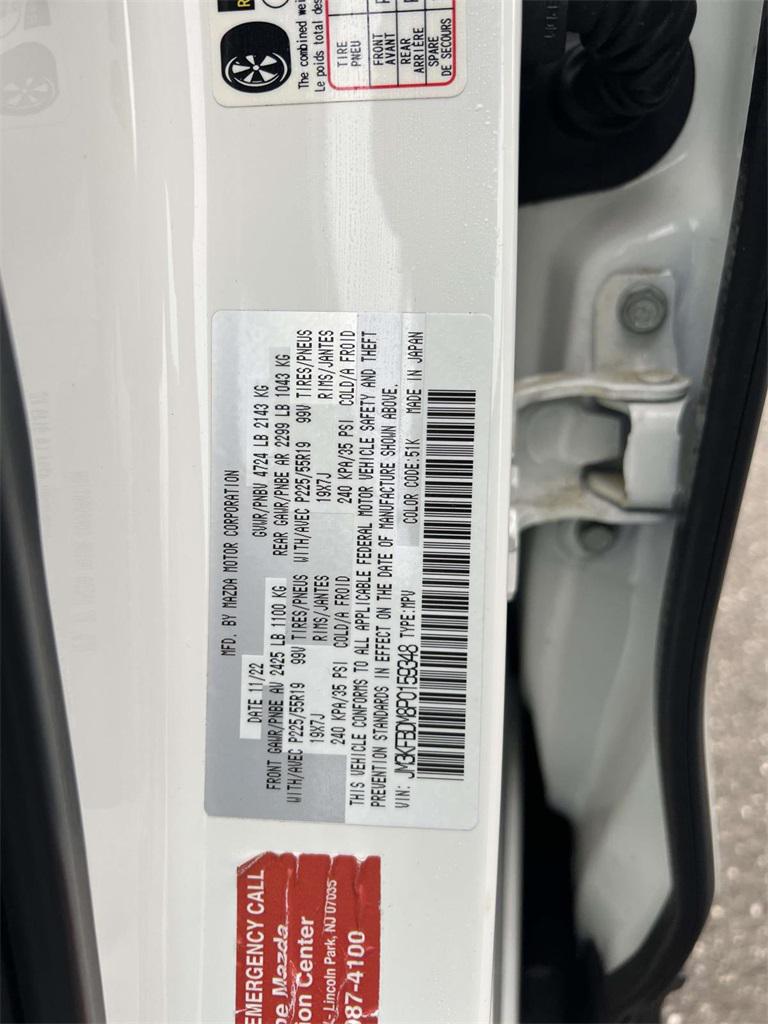 MFD. BY MAZDA MOTOR CORPORATION
DATE 11/22 GVWR/PNBV 4724 LB 2143 KG
FRONT GAWR/PNBE AV 2425 LB 1100 KG REAR GAWR/PNBE AR 2299 LB 1043 KG
WITH/AVEC P225/55R19 99V TIRES/PNEUS WITH/AVEC P225/55R19 99V TIRES/PNEUS
19X7J RIMS/JANTES 19X7J RIMS/JANTES
240 KPA/35 PSI COLD/A FROID 240 KPA/35 PSI COLD/A FROID
THIS VEHICLE CONFORMS TO ALL APPLICABLE FEDERAL MOTOR VEHICLE SAFETY AND THEFT
PREVENTION STANDARDS IN EFFECT ON THE DATE OF MANUFACTURE SHOWN ABOVE.
VIN: JM3KFBDM8P0159348 TYPE:MPV COLOR CODE:51K MADE IN JAPAN
The combined wei
Le poids total des
TIRE
PNEU
FRONT
AVANT
REAR
ARRIÈRE
SPARE
DE SECOURS
EMERGENCY CALL
Mazda
Center
Lincoln Park, NJ 07035
987-4100